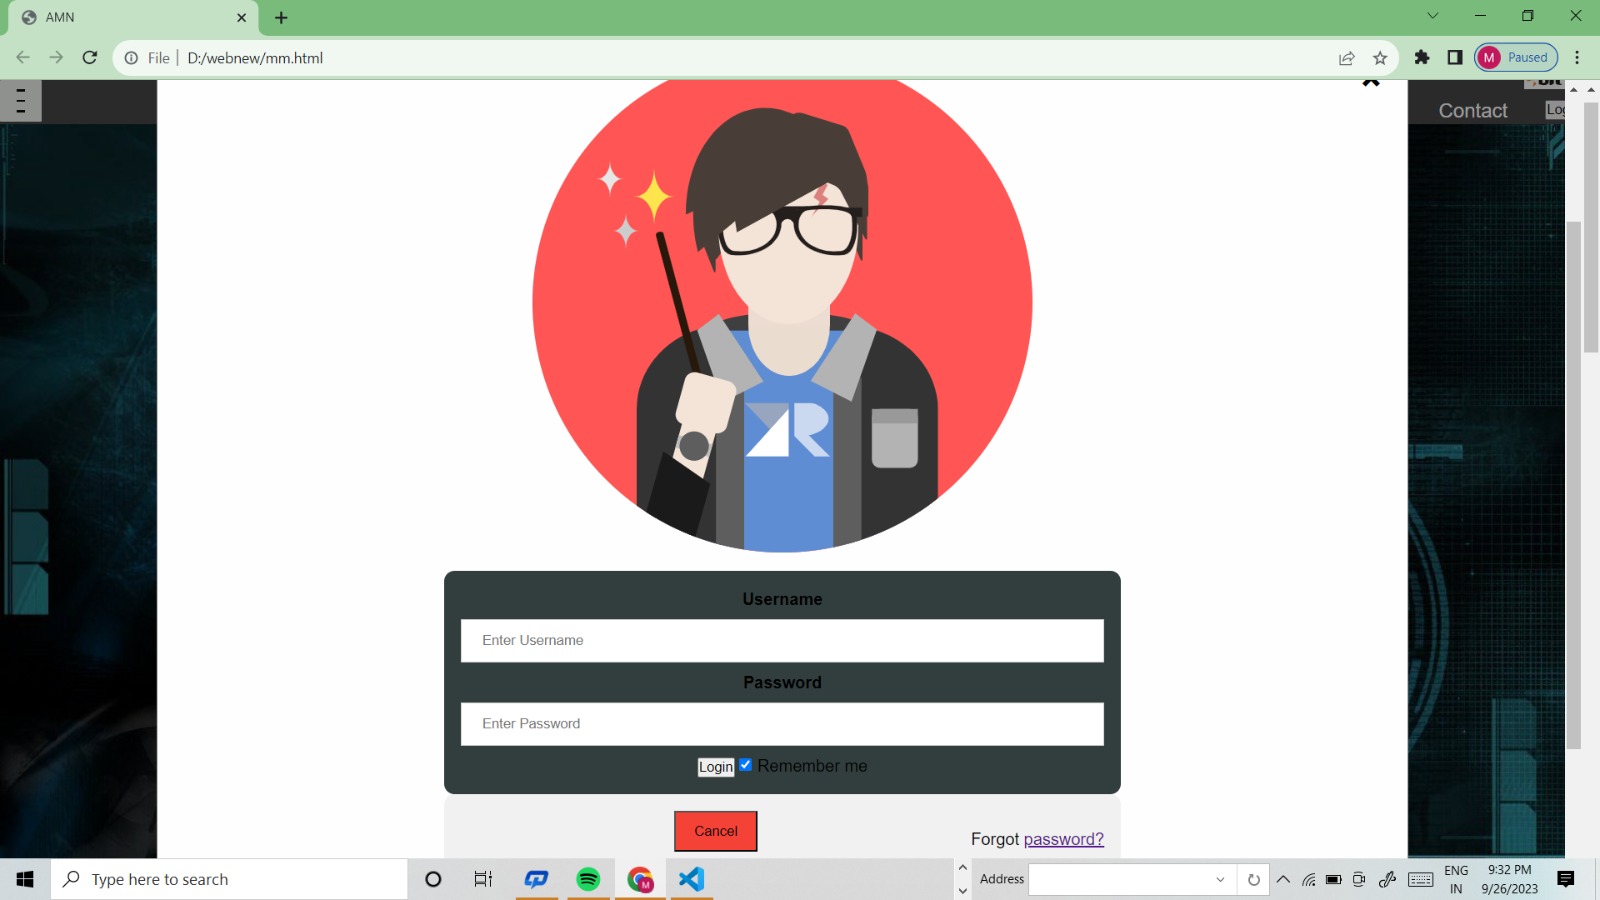 AMN
File D:/webnew/mm.html
M Paused
Contact
R
Username
Enter Username
Password
Enter Password
Login Remember me
Cancel
Forgot password?
Type here to search
M
Address
ENG
IN
9:32 PM
9/26/2023